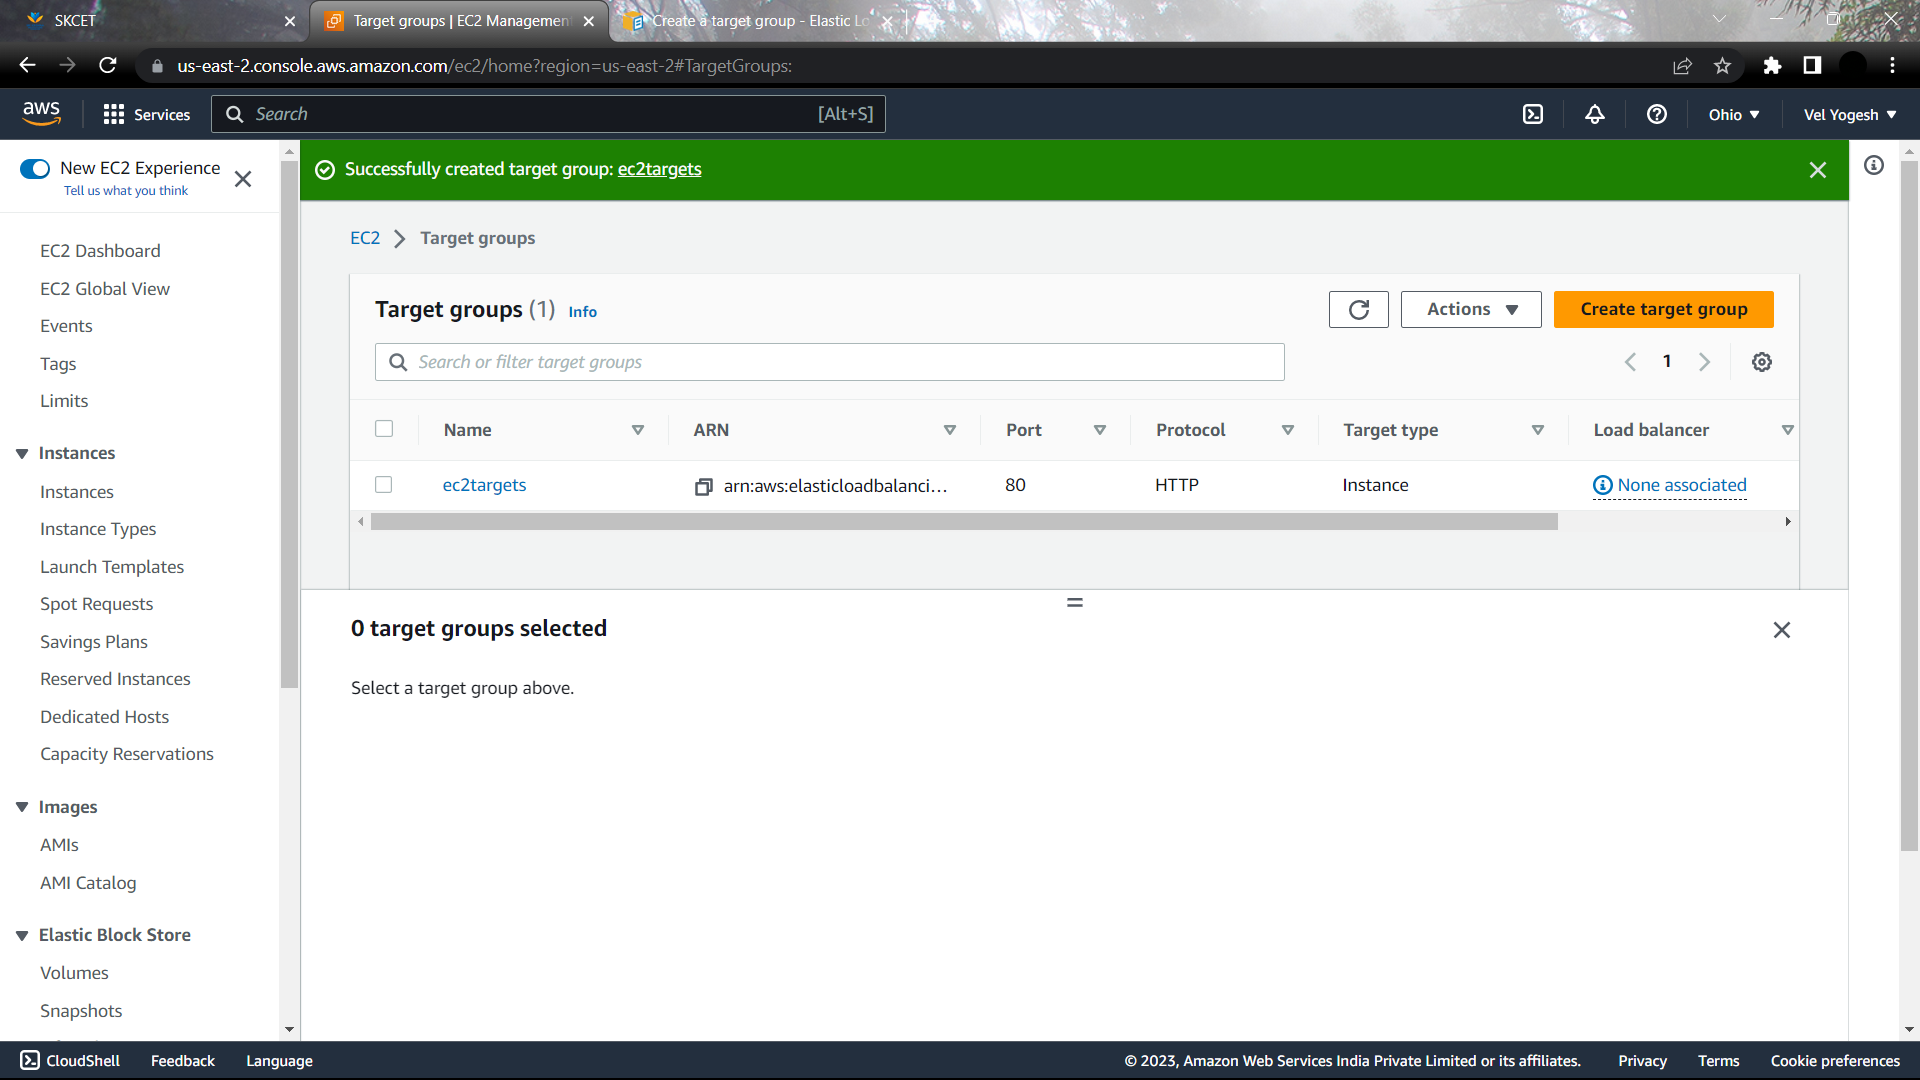 SKCET
Target groups | EC2 Management
Create a target group - Elastic Lo
us-east-2.console.aws.amazon.com/ec2/home?region=us-east-2#TargetGroups:
aws
Services
Search
[Alt+S]
Ohio
Vel Yogesh
New EC2 Experience
Tell us what you think
EC2 Dashboard
EC2 Global View
Events
Tags
Limits
Instances
Instances
Instance Types
Launch Templates
Spot Requests
Savings Plans
Reserved Instances
Dedicated Hosts
Capacity Reservations
Images
AMIs
AMI Catalog
Elastic Block Store
Volumes
Snapshots
Successfully created target group: ec2targets
EC2 > Target groups
Target groups (1) Info
Actions
Create target group
Search or filter target groups
1
Name ARN Port Protocol Target type Load balancer
ec2targets arn:aws:elasticloadbalanci... 80 HTTP Instance None associated
0 target groups selected
Select a target group above.
CloudShell Feedback Language
© 2023, Amazon Web Services India Private Limited or its affiliates. Privacy Terms Cookie preferences